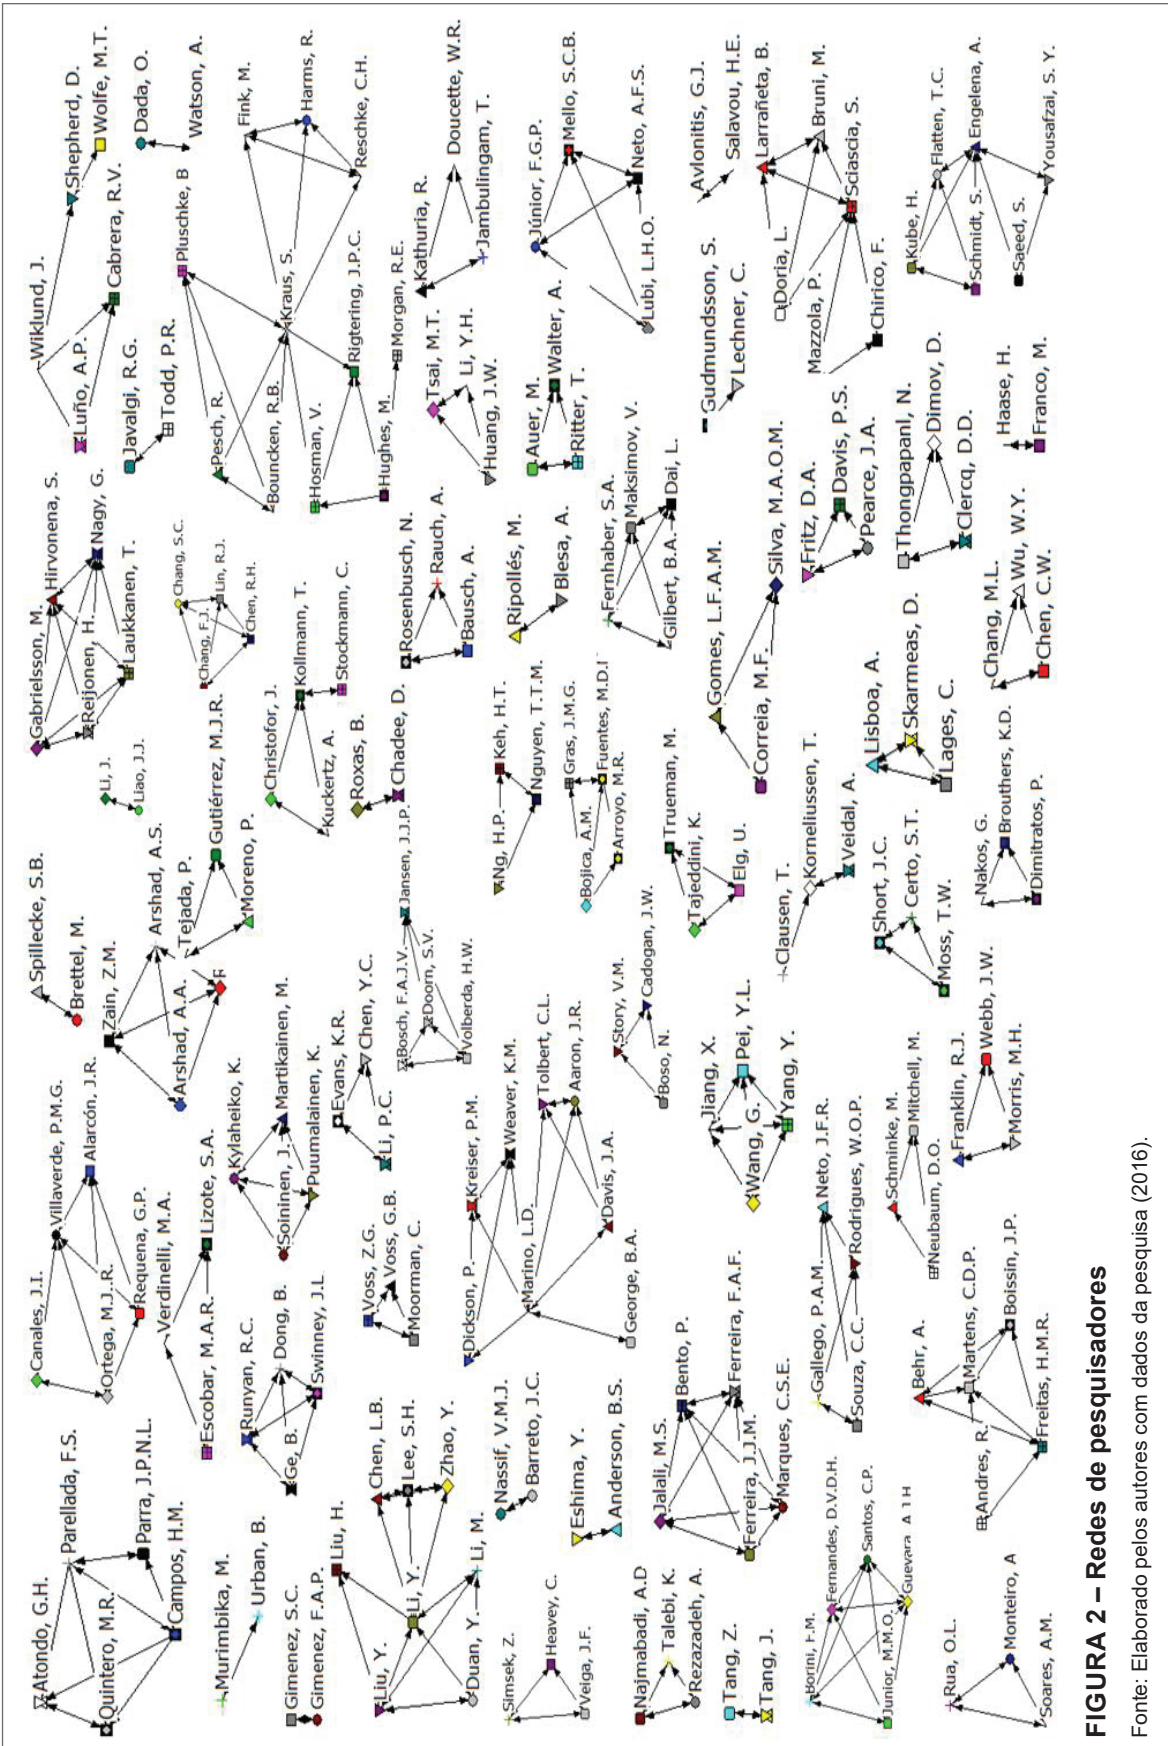 Atondo, G.H.
Parellada, F.S.
Quintero, M.R.
Parra, J.P.N.L.
Campos, H.M.
Canales, J.I.
Villaverde, P.M.G.
Alarcón, J.R.
Ortega, M.J.R.
Requena, G.P.
Spillecke, S.B.
Brettel, M.
Zain, Z.M.
Arshad, A.S.
Arshad, A.A.
R
Gabrielsson, M.
Hirvonena, S.
Reijonen, H.
Nagy, G.
Laukkanen, T.
Wiklund, J.
Shepherd, D.
Wolfe, M.T.
Luño, A.P.
Cabrera, R.V.
Li, J.
Liao, J.J.
Javalgi, R.G.
Todd, P.R.
Dada, O.
Watson, A.
Murimbika, M.
Urban, B.
Escobar, M.A.R.
Verdinelli, M.A.
Lizote, S.A.
Tejada, P.
Gutiérrez, M.J.R.
Moreno, P.
Chang, S.C.
Chang, F.J.
Lin, R.J.
Chen, R.H.
Pesch, R.
Pluschke, B
Bouncken, R.B.
Kraus, S.
Fink, M.
Harms, R.
Reschke, C.H.
Hosman, V.
Rigtering, J.P.C.
Hughes, M.
Morgan, R.E.
Gimenez, S.C
Gimenez, F.A.P.
Runyan, R.C.
Dong, B.
Ge, B.
Swinney, J.L
Kylaheiko, K.
Martikainen, M.
Soininen, J.
Puumalainen, K.
Christofor, J.
Kollmann, T.
Kuckertz, A.
Stockmann, C.
Liu, H.
Liu, Y.
Li, Y.
Chen, L.B.
Lee, S.H.
Zhao, Y.
Duan, Y.
Li, M.
Voss, Z.G.
Voss, G.B.
Moorman, C.
Evans, K.R.
Chen, Y.C.
Li, P.C.
Roxas, B.
Chadee, D.
Bosch, F.A.J.V.
Jansen, J.J.P.
Doorn, S.V.
Volberda, H.W.
Rosenbusch, N.
Rauch, A.
Bausch, A.
Tsai, M.T.
Li, Y.H.
Huang, J.W.
Kathuria, R.
Doucette, W.R.
Jambulingam, T.
Simsek, Z.
Heavey, C.
Veiga, J.F.
Nassif, V.M.J.
Barreto, J.C.
Dickson, P.
Kreiser, P.M.
Weaver, K.M.
Marino, L.D.
Tolbert, C.L.
Aaron, J.R.
Davis, J.A.
George, B.A.
Ng, H.P.
Keh, H.T.
Nguyen, T.T.M.
Ripollés, M.
Blesa, A.
Auer, M.
Walter, A.
Ritter, T.
Júnior, F.G.P.
Mello, S.C.B.
Neto, A.F.S.
Lubi, L.H.O.
Eshima, Y.
Anderson, B.S.
Bojica, A.M.
Gras, J.M.G.
Fuentes, M.D.
Arroyo, M.R.
Fernhaber, S.A.
Maksimov, V.
Gilbert, B.A.
Dai, L.
Najmabadi, A.D
Talebi, K.
Rezazadeh, A.
Jalali, M.S.
Bento, P.
Ferreira, F.A.F.
Ferreira, J.J.M.
Marques, C.S.E.
Story, V.M.
Cadogan, J.W.
Boso, N.
Tajeddini, K.
Trueman, M.
Elg, U.
Gomes, L.F.A.M.
Silva, M.A.O.M.
Correia, M.F.
Gudmundsson, S.
Lechner, C.
Avlonitis, G.J.
Salavou, H.E.
Tang, Z.
Tang, J.
Jiang, X.
Pei, Y.L.
Wang, G.
Yang, Y.
Clausen, T.
Korneliussen, T.
Veidal, A.
Fritz, D.A.
Davis, P.S.
Pearce, J.A.
Larrañeta, B.
Doria, L.
Bruni, M.
Mazzola, P.
Sciascia, S.
Chirico, F.
Borini, F.M.
Fernandes, D.V.D.H.
Santos, C.P.
Junior, M.M.O.
Guevara A J H
Gallego, P.A.M.
Neto, J.F.R.
Souza, C.C.
Rodrigues, W.O.P.
Schminke, M.
Mitchell, M.
Neubaum, D.O.
Short, J.C.
Certo, S.T.
Moss, T.W.
Lisboa, A.
Skarmeas, D.
Lages, C.
Thongpapanl, N.
Dimov, D.
Clercq, D.D.
Kube, H.
Flatten, T.C.
Engelena, A.
Schmidt, S.
Saeed, S.
Yousafzai, S. Y.
Rua, O.L.
Monteiro, A
Soares, A.M
Behr, A.
Martens, C.D.P.
Andres, R.
Boissin, J.P.
Freitas, H.M.R.
Franklin, R.J.
Webb, J.W.
Morris, M.H.
Nakos, G.
Brouthers, K.D.
Dimitratos, P.
Chang, M.L.
Wu, W.Y.
Chen, C.W.
Haase, H.
Franco, M.
FIGURA 2 – Redes de pesquisadores
Fonte: Elaborado pelos autores com dados da pesquisa (2016).